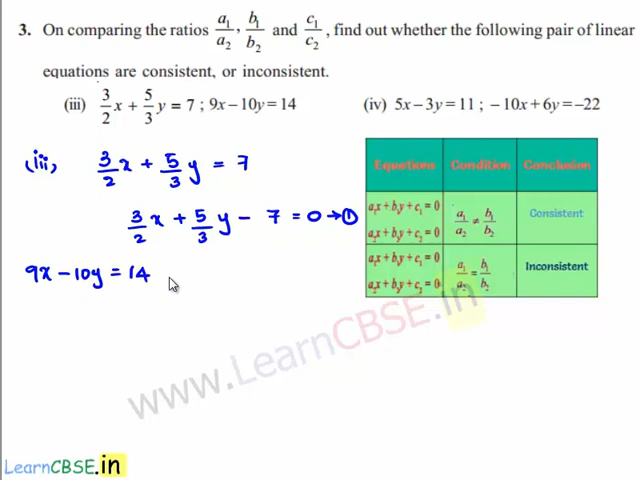 3. On comparing the ratios a₁/a₂, b₁/b₂ and c₁/c₂, find out whether the following pair of linear
equations are consistent, or inconsistent.
(iii) 3/2 x + 5/3 y = 7 ; 9x – 10y = 14 (iv) 5x – 3y = 11 ; – 10x + 6y = –22
(iii) 3/2 x + 5/3 y = 7
3/2 x + 5/3 y – 7 = 0 → ①
9x – 10y = 14
Equations Condition Conclusion
a₁x + b₁y + c₁ = 0
a₂x + b₂y + c₂ = 0
a₁/a₂ ≠ b₁/b₂
Consistent
a₁x + b₁y + c₁ = 0
a₂x + b₂y + c₂ = 0
a₁/a₂ = b₁/b₂
Inconsistent
www.LearnCBSE.in
LearnCBSE.in